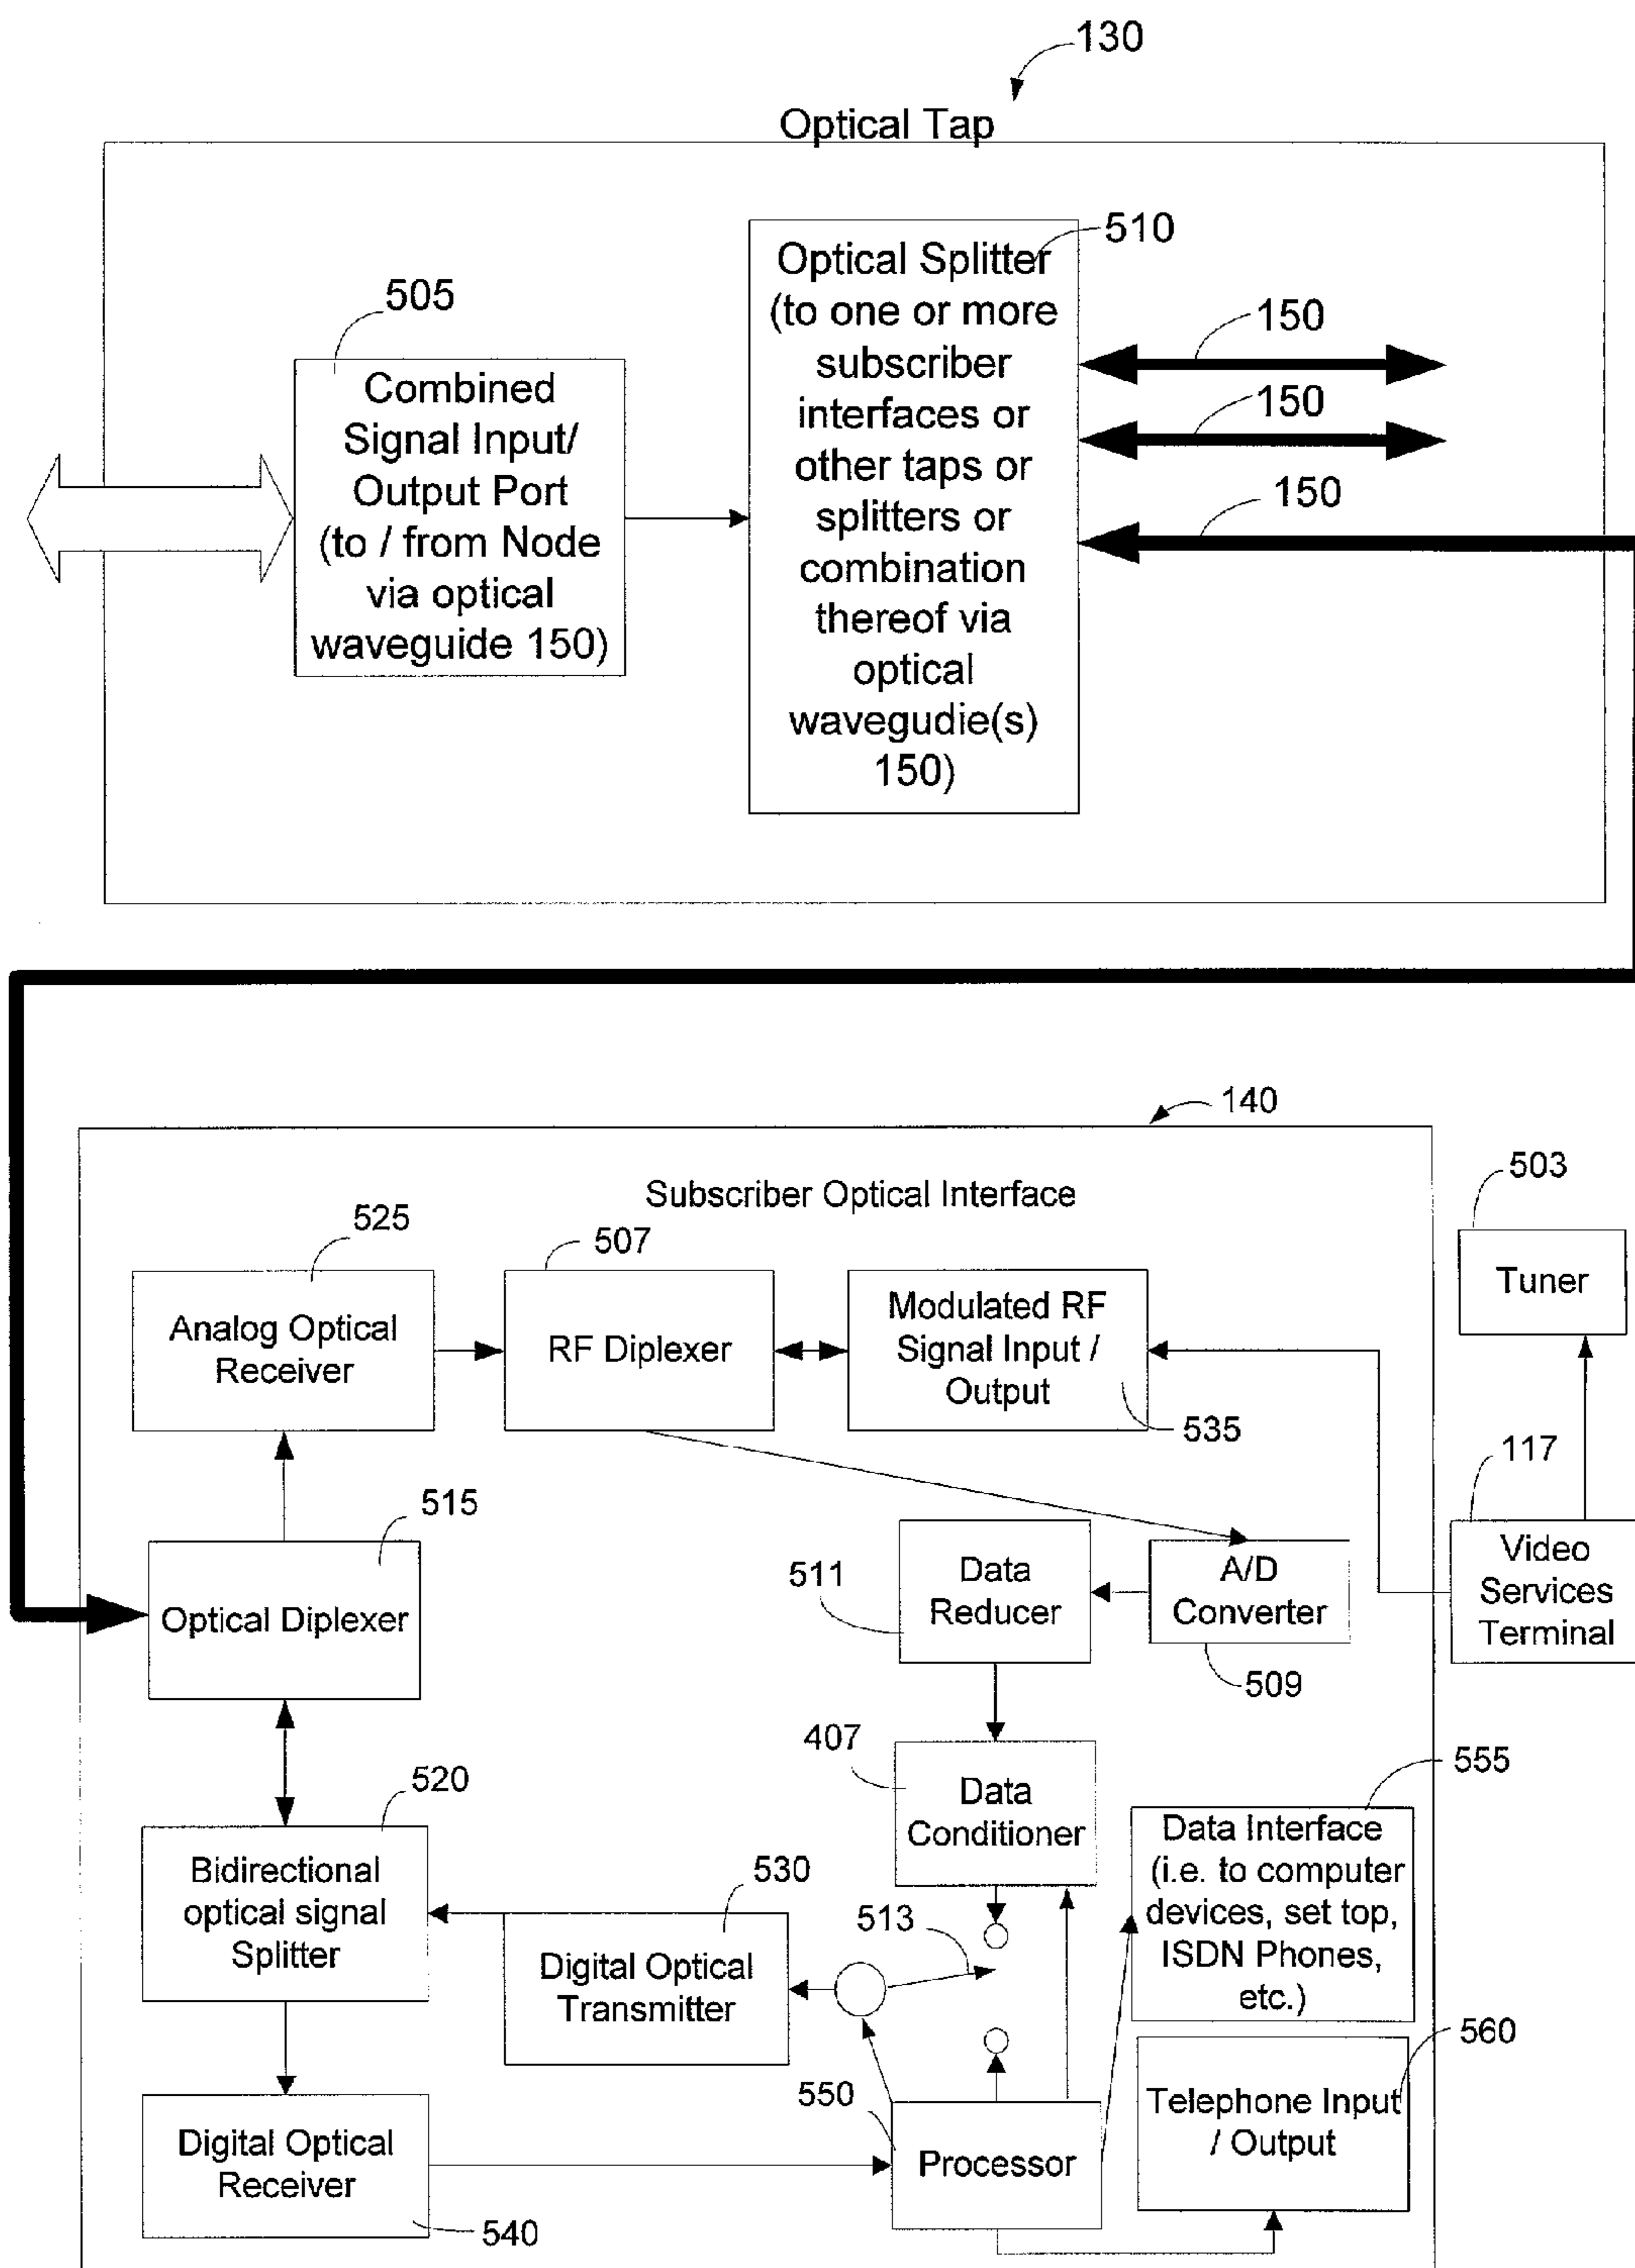 130
Optical Tap
510
Optical Splitter
(to one or more
subscriber
interfaces or
other taps or
splitters or
combination
thereof via
optical
wavegudie(s)
150)
505
Combined
Signal Input/
Output Port
(to / from Node
via optical
waveguide 150)
150
150
150
140
Subscriber Optical Interface
503
Tuner
525
Analog Optical
Receiver
507
RF Diplexer
Modulated RF
Signal Input /
Output
535
117
Video
Services
Terminal
515
Optical Diplexer
511
Data
Reducer
A/D
Converter
509
407
Data
Conditioner
555
Data Interface
(i.e. to computer
devices, set top,
ISDN Phones,
etc.)
520
Bidirectional
optical signal
Splitter
530
Digital Optical
Transmitter
513
560
Telephone Input
/ Output
550
Processor
Digital Optical
Receiver
540